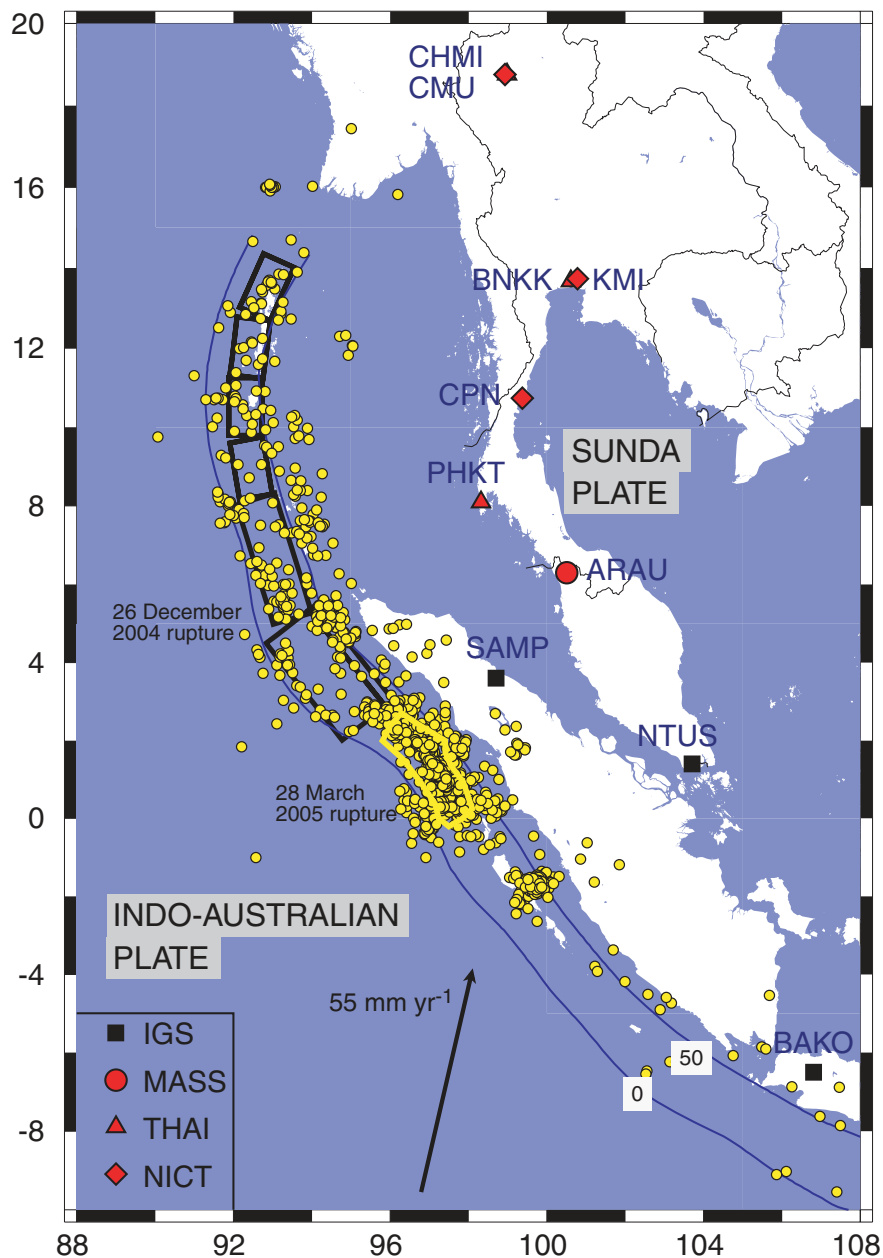 20
16
12
8
4
0
-4
-8
88
92
96
100
104
108
CHMI
CMU
BNKK
KMI
CPN
PHKT
SUNDA
PLATE
ARAU
26 December
2004 rupture
SAMP
NTUS
28 March
2005 rupture
INDO-AUSTRALIAN
PLATE
55 mm yr-1
BAKO
50
0
IGS
MASS
THAI
NICT